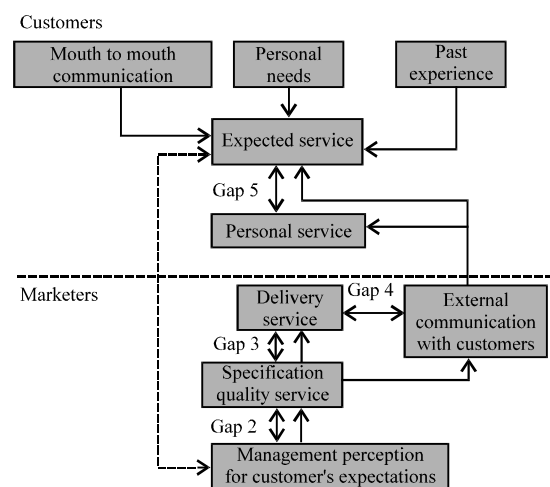 Customers
Mouth to mouth
communication
Personal
needs
Past
experience
Expected service
Gap 5
Personal service
Marketers
Delivery
service
Gap 4
External
communication
with customers
Gap 3
Specification
quality service
Gap 2
Management perception
for customer's expectations